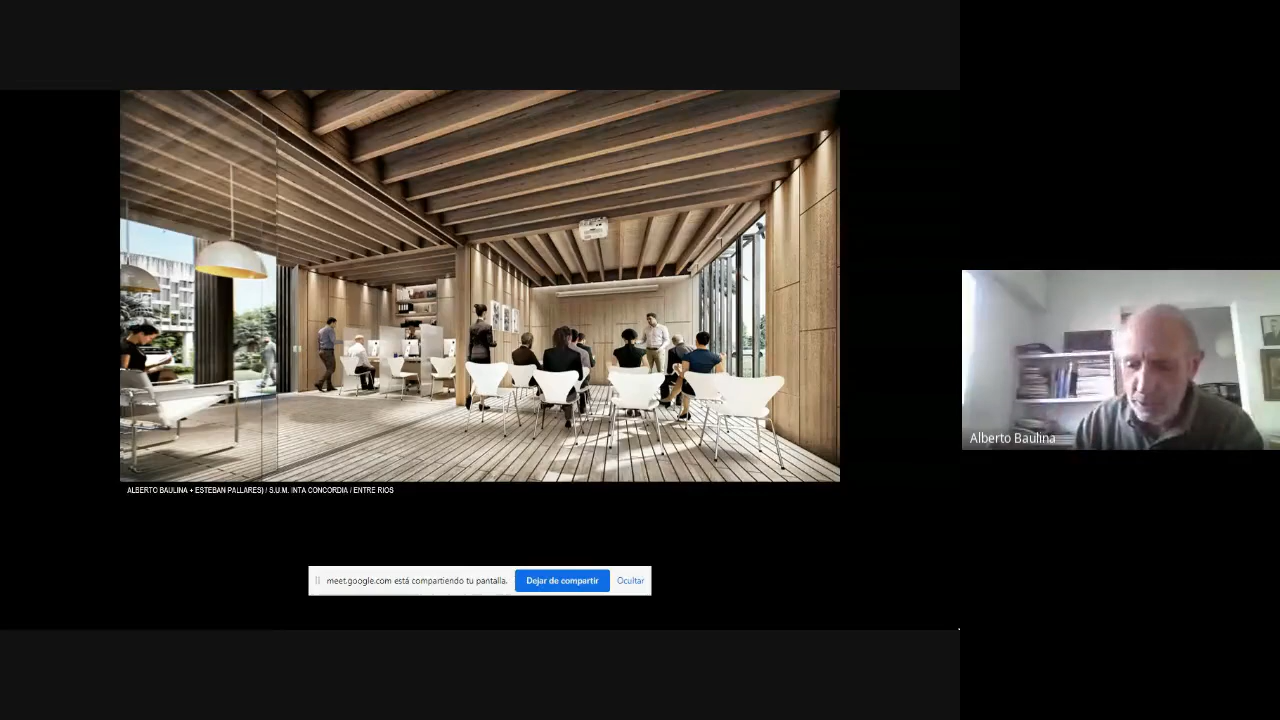 ALBERTO BAULINA + ESTEBAN PALLARES) / S.U.M. INTA CONCORDIA / ENTRE RIOS
meet.google.com está compartiendo tu pantalla. Dejar de compartir Ocultar
Alberto Baulina